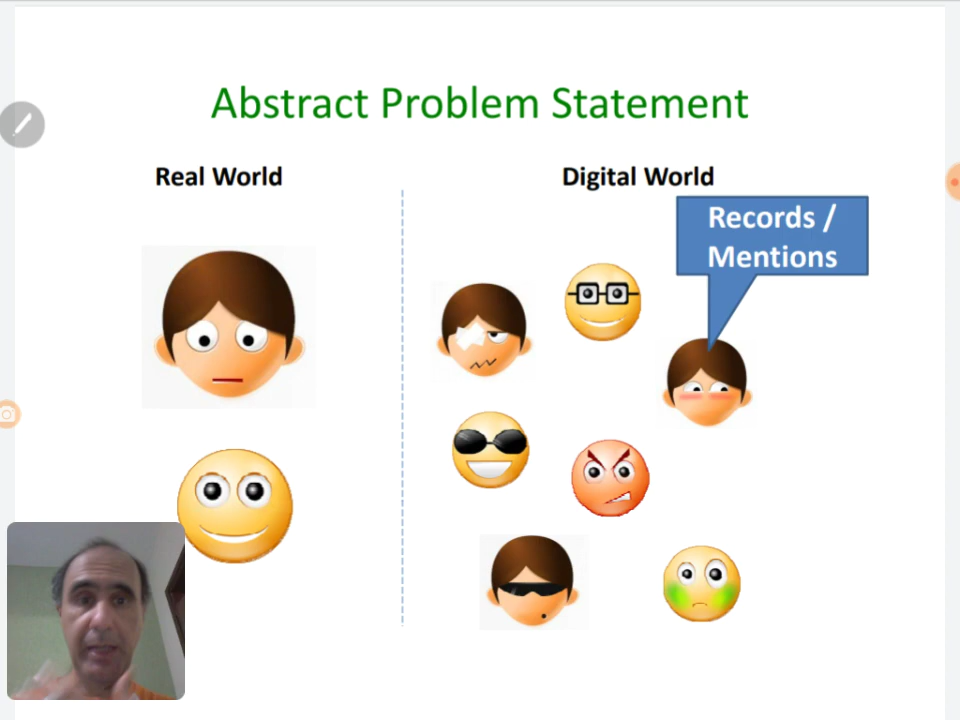 Abstract Problem Statement
Real World
Digital World
Records /
Mentions